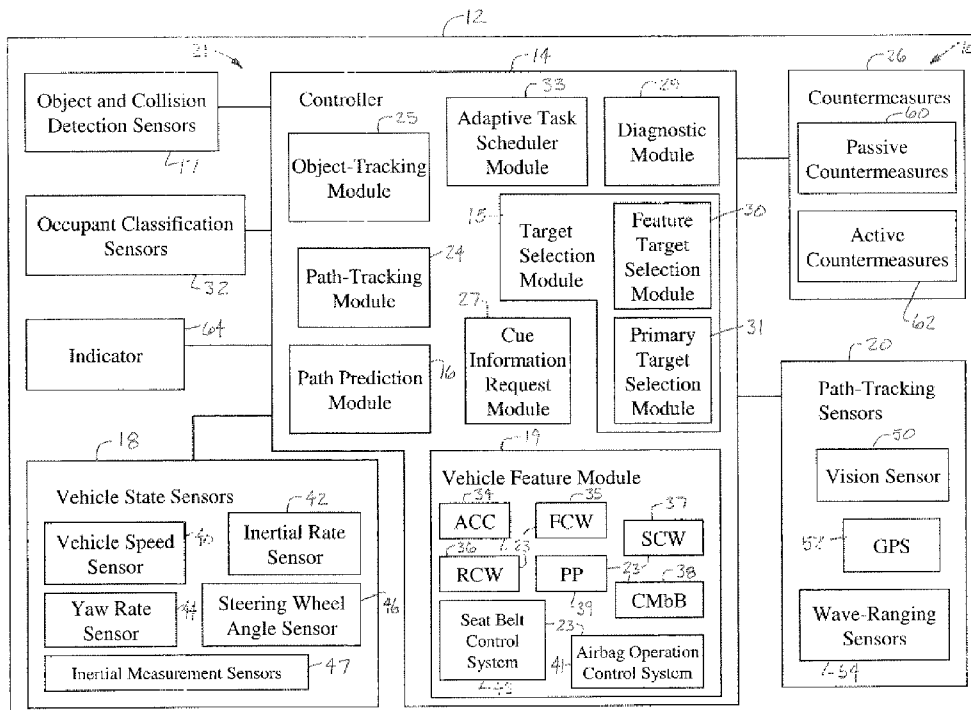 12
21
10
14
26
Object and Collision
Detection Sensors
17
Controller
33
29
25
Adaptive Task
Scheduler
Module
Diagnostic
Module
Object-Tracking
Module
Countermeasures
60
Passive
Countermeasures
Active
Countermeasures
62
Occupant Classification
Sensors
32
15
Target
Selection
Module
30
Feature
Target
Selection
Module
24
Path-Tracking
Module
64
Indicator
27
Cue
Information
Request
Module
31
Primary
Target
Selection
Module
Path Prediction
Module
16
20
Path-Tracking
Sensors
50
Vision Sensor
52
GPS
Wave-Ranging
Sensors
54
18
Vehicle State Sensors
42
Vehicle Speed
Sensor
40
Inertial Rate
Sensor
Yaw Rate
Sensor
44
Steering Wheel
Angle Sensor
46
Inertial Measurement Sensors
47
19
Vehicle Feature Module
34
35
37
ACC
FCW
SCW
36
23
RCW
PP
23
38
39
CMbB
Seat Belt
Control
System
23
41
Airbag Operation
Control System